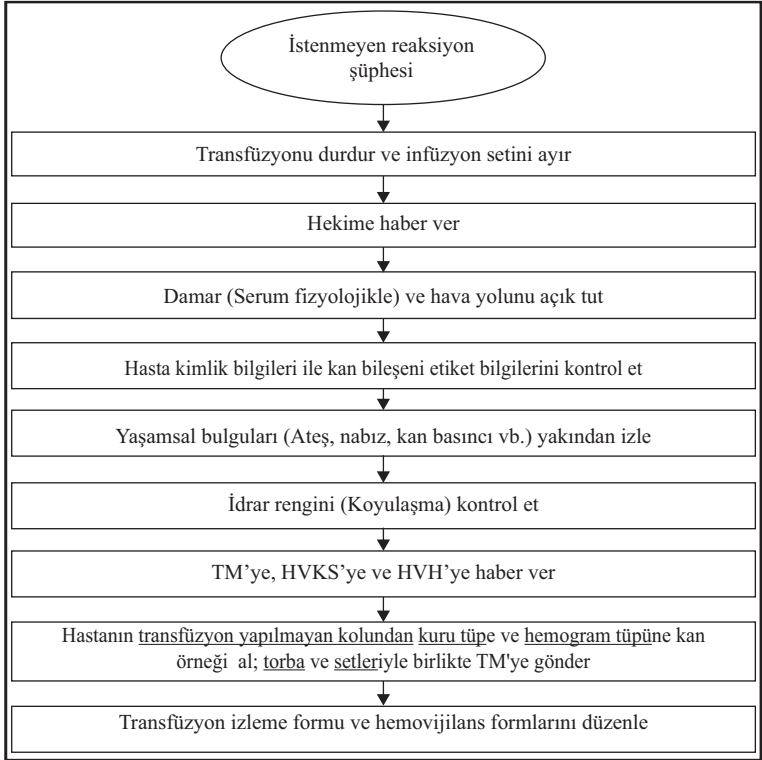 İstenmeyen reaksiyon
şüphesi
Transfüzyonu durdur ve infüzyon setini ayır
Hekime haber ver
Damar (Serum fizyolojikle) ve hava yolunu açık tut
Hasta kimlik bilgileri ile kan bileşeni etiket bilgilerini kontrol et
Yaşamsal bulguları (Ateş, nabız, kan basıncı vb.) yakından izle
İdrar rengini (Koyulaşma) kontrol et
TM’ye, HVKS’ye ve HVH’ye haber ver
Hastanın transfüzyon yapılmayan kolundan kuru tüpe ve hemogram tüpüne kan
örneği al; torba ve setleriyle birlikte TM'ye gönder
Transfüzyon izleme formu ve hemovijilans formlarını düzenle